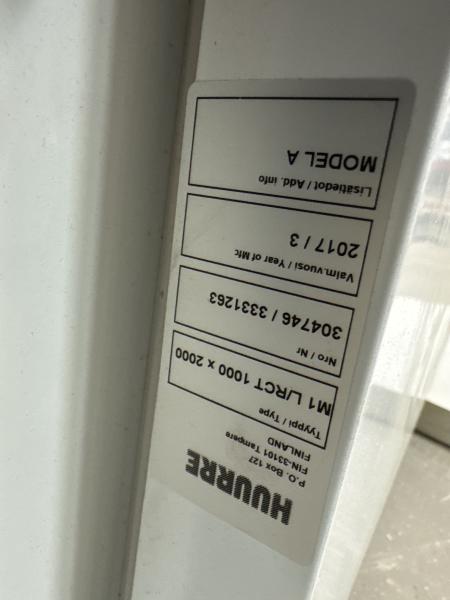 HUURRE
P.O. Box 127
FIN-33101 Tampere
FINLAND
Tyyppi / Type
M1 L/RCT 1000 x 2000
Nro / Nr
304746 / 3331263
Valm.vuosi / Year of Mfc
2017 / 3
Lisätiedot / Add. info
MODEL A